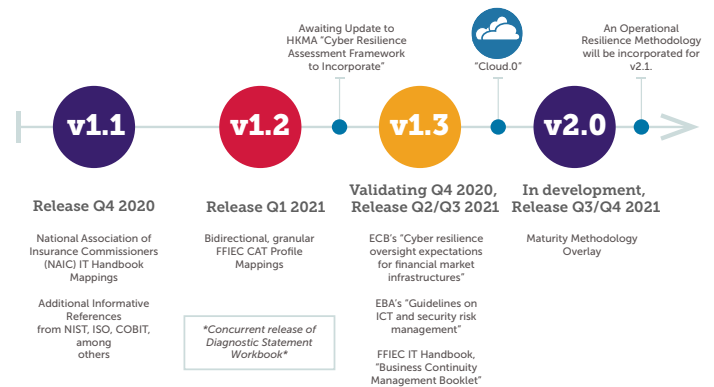 Awaiting Update to
HKMA “Cyber Resilience
Assessment Framework
to Incorporate”
“Cloud.0”
An Operational
Resilience Methodology
will be incorporated for
v2.1.
v1.1
v1.2
v1.3
v2.0
Release Q4 2020
National Association of
Insurance Commissioners
(NAIC) IT Handbook
Mappings
Additional Informative
References
from NIST, ISO, COBIT,
among
others
Release Q1 2021
Bidirectional, granular
FFIEC CAT Profile
Mappings
*Concurrent release of
Diagnostic Statement
Workbook*
Validating Q4 2020,
Release Q2/Q3 2021
ECB’s “Cyber resilience
oversight expectations
for financial market
infrastructures”
EBA’s “Guidelines on
ICT and security risk
management”
FFIEC IT Handbook,
“Business Continuity
Management Booklet”
In development,
Release Q3/Q4 2021
Maturity Methodology
Overlay